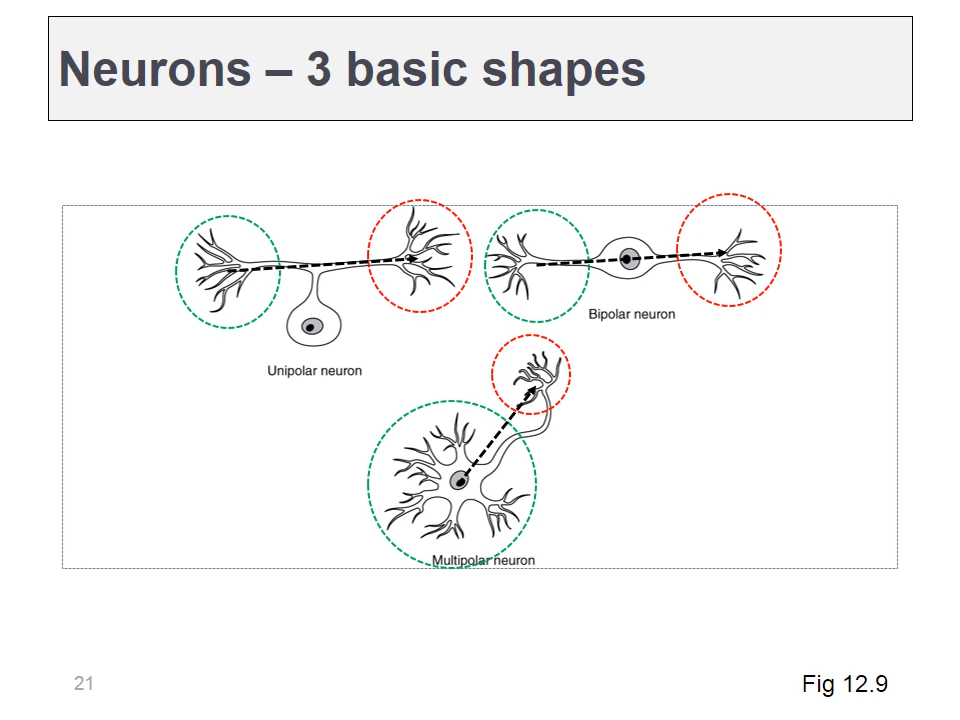 Neurons – 3 basic shapes
Bipolar neuron
Unipolar neuron
Multipolar neuron
21
Fig 12.9